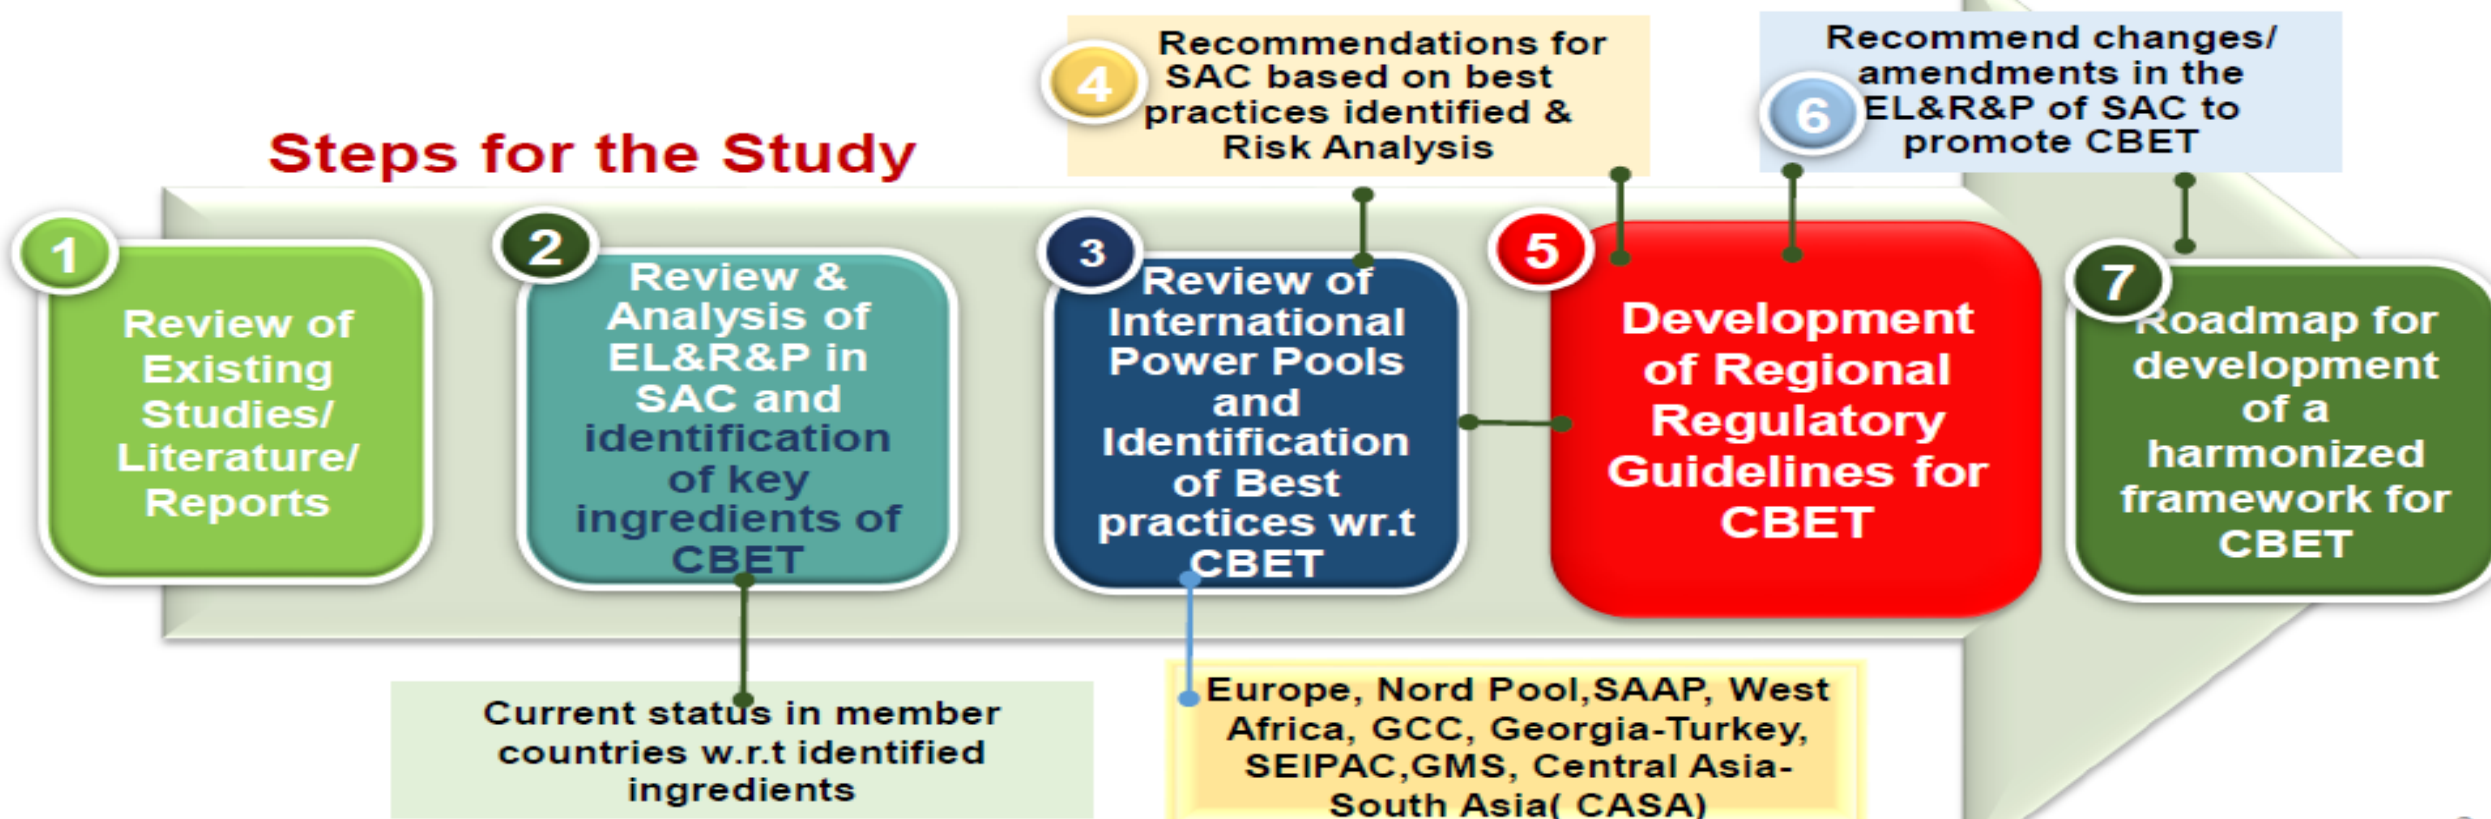 Steps for the Study
1
Review of
Existing
Studies/
Literature/
Reports
2
Review &
Analysis of
EL&R&P in
SAC and
identification
of key
ingredients of
CBET
Current status in member
countries w.r.t identified
ingredients
3
Review of
International
Power Pools
and
Identification
of Best
practices wr.t
CBET
Europe, Nord Pool,SAAP, West
Africa, GCC, Georgia-Turkey,
SEIPAC,GMS, Central Asia-
South Asia( CASA)
4
Recommendations for
SAC based on best
practices identified &
Risk Analysis
5
Development
of Regional
Regulatory
Guidelines for
CBET
6
Recommend changes/
amendments in the
EL&R&P of SAC to
promote CBET
7
Roadmap for
development
of a
harmonized
framework for
CBET